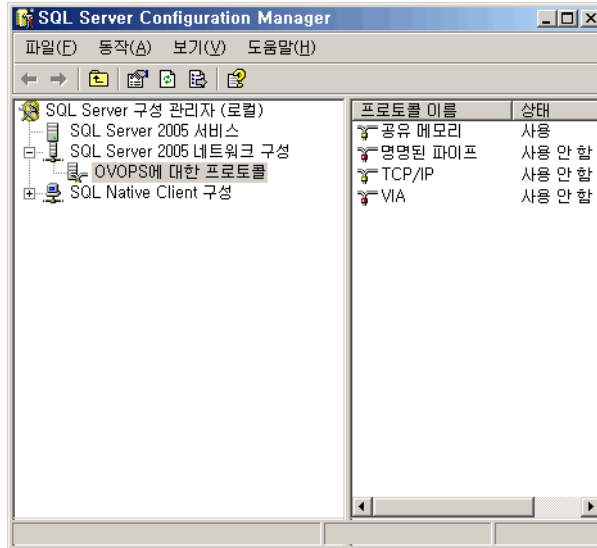 SQL Server Configuration Manager
파일(F) 동작(A) 보기(V) 도움말(H)
SQL Server 구성 관리자 (로컬)
SQL Server 2005 서비스
SQL Server 2005 네트워크 구성
OVOPS에 대한 프로토콜
SQL Native Client 구성
프로토콜 이름 상태
공유 메모리 사용
명명된 파이프 사용 안 함
TCP/IP 사용 안 함
VIA 사용 안 함